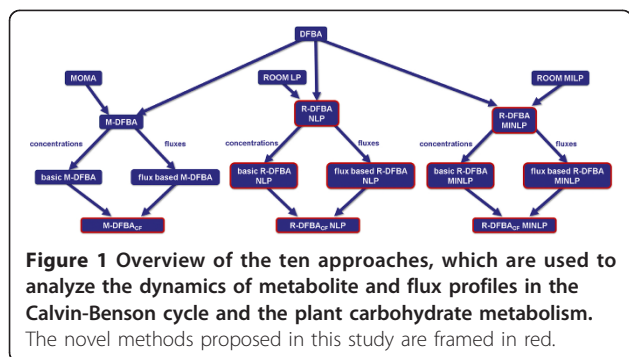 DFBA
MOMA
ROOM LP
ROOM MILP
M-DFBA
R-DFBA
NLP
R-DFBA
MINLP
concentrations
fluxes
concentrations
fluxes
concentrations
fluxes
basic M-DFBA
flux based M-DFBA
basic R-DFBA
NLP
flux based R-DFBA
NLP
basic R-DFBA
MINLP
flux based R-DFBA
MINLP
M-DFBACF
R-DFBACF NLP
R-DFBACF MINLP
Figure 1 Overview of the ten approaches, which are used to
analyze the dynamics of metabolite and flux profiles in the
Calvin-Benson cycle and the plant carbohydrate metabolism.
The novel methods proposed in this study are framed in red.